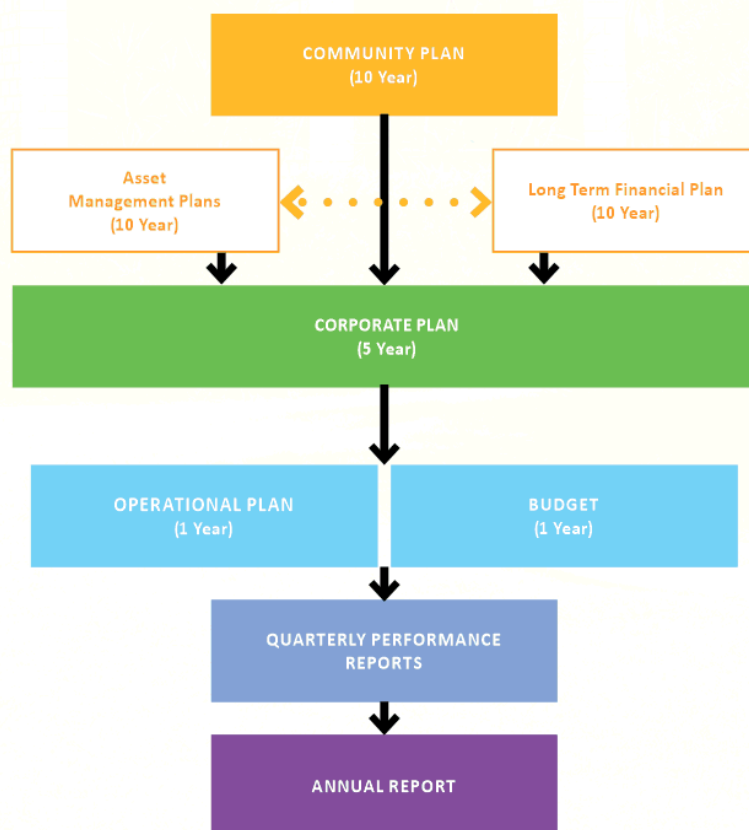 COMMUNITY PLAN
(10 Year)
Asset
Management Plans
(10 Year)
Long Term Financial Plan
(10 Year)
CORPORATE PLAN
(5 Year)
OPERATIONAL PLAN
(1 Year)
BUDGET
(1 Year)
QUARTERLY PERFORMANCE
REPORTS
ANNUAL REPORT